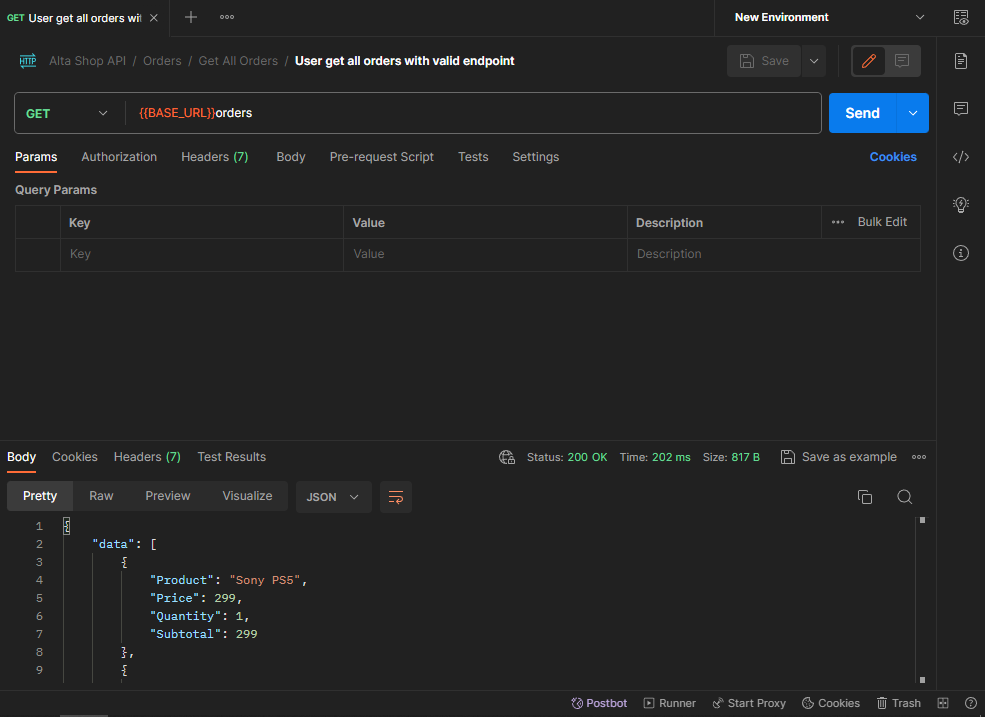 GET User get all orders wit
New Environment
HTTP Alta Shop API / Orders / Get All Orders / User get all orders with valid endpoint
Save
GET {{BASE_URL}}orders
Send
Params Authorization Headers (7) Body Pre-request Script Tests Settings
Cookies
Query Params
Key Value Description Bulk Edit
Key Value Description
Body Cookies Headers (7) Test Results
Status: 200 OK Time: 202 ms Size: 817 B Save as example
Pretty Raw Preview Visualize JSON
1 {
2 "data": [
3 {
4 "Product": "Sony PS5",
5 "Price": 299,
6 "Quantity": 1,
7 "Subtotal": 299
8 },
9 {
Postbot Runner Start Proxy Cookies Trash